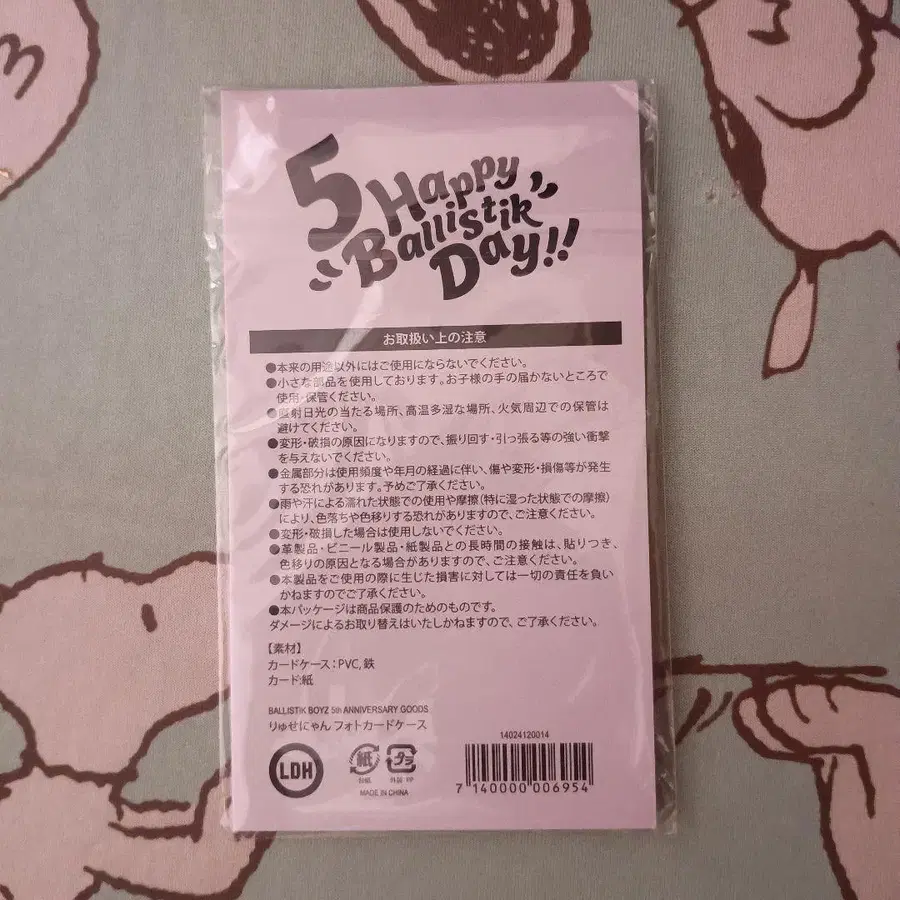 5 Happy
Ballistik
Day!!
お取扱い上の注意
●本来の用途以外にはご使用にならないでください。
●小さな部品を使用しております。お子様の手の届かないところで
使用・保管ください。
●直射日光の当たる場所、高温多湿な場所、火気周辺での保管は
避けてください。
●変形・破損の原因になりますので、振り回す・引っ張る等の強い衝撃
を与えないでください。
●金属部分は使用頻度や年月の経過に伴い、傷や変形・損傷等が発生
する恐れがあります。予めご了承ください。
●雨や汗による濡れた状態での使用や摩擦(特に湿った状態での摩擦)
により、色落ちや色移りする恐れがありますので、ご注意ください。
●変形・破損した場合は使用しないでください。
●革製品・ビニール製品・紙製品との長時間の接触は、貼りつき、
色移りの原因となる場合がありますので、ご注意ください。
●本製品をご使用の際に生じた損害に対しては一切の責任を負い
かねますのでご了承ください。
●本パッケージは商品保護のためのものです。
ダメージによるお取り替えはいたしかねますので、ご了承ください。
【素材】
カードケース:PVC, 鉄
カード:紙
BALLISTIK BOYZ 5th ANNIVERSARY GOODS
りゅせにゃん フォトカードケース
LDH
紙
台紙
プラ
外装 PP
MADE IN CHINA
14024120014
7 140000 006954